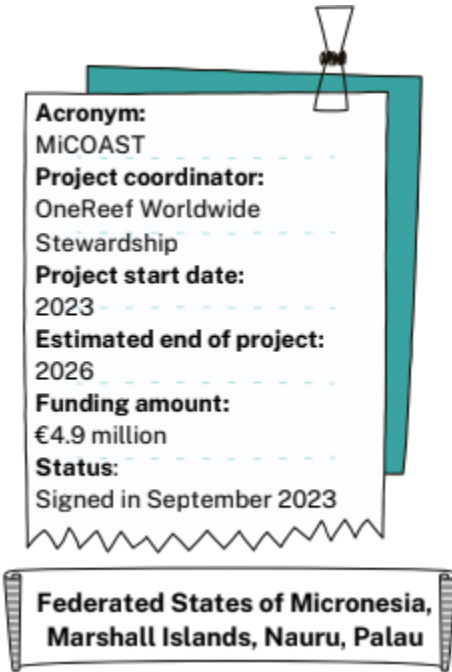 Acronym:
MiCOAST
Project coordinator:
OneReef Worldwide
Stewardship
Project start date:
2023
Estimated end of project:
2026
Funding amount:
€4.9 million
Status:
Signed in September 2023
Federated States of Micronesia,
Marshall Islands, Nauru, Palau